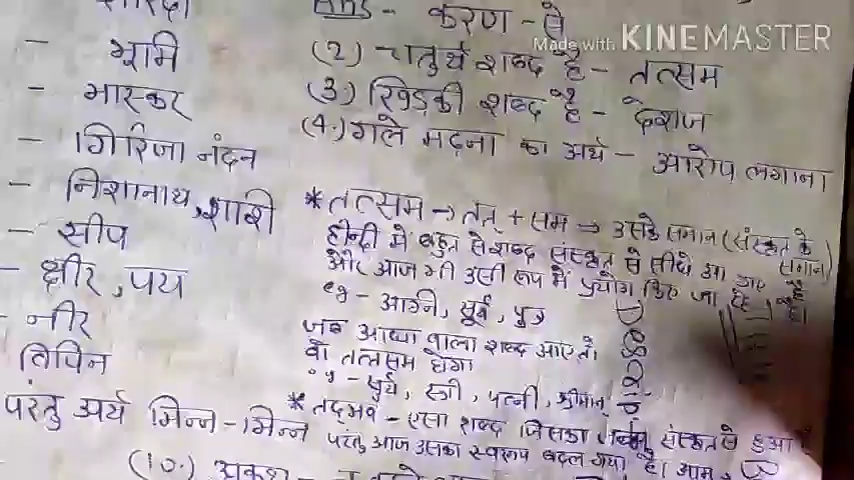 शारदा
- भूमि
- भास्कर
- गिरिजा नंदन
- निशानाथ, शशि
- सीप
- क्षीर, पय
- नीर
विपिन
परंतु अर्थ भिन्न-भिन्न
Ans - करण - से
Made with KINEMASTER
(2) चतुर्थ शब्द है - तत्सम
(3.) खिड़की शब्द है - देशज
(4.) गले मढ़ना का अर्थ - आरोप लगाना
* तत्सम → तत् + सम → उसके समान (संस्कृत के समान)
हीन्दी में बहुत से शब्द संस्कृत से सीधे आ गए है
और आज भी उसी रूप में प्रयोग किए जा रहे है।
eg - अग्नि, सूर्य, पुत्र
जब आधा वाला शब्द आए तो
वो तत्सम होगा
eg - सूर्य, स्त्री, पत्नी, श्रीमान्
* तद्भव - एसा शब्द जिसका संस्कृत से हुआ
परंतु आज उसका स्वरूप बदल गया है। आम
(10.)